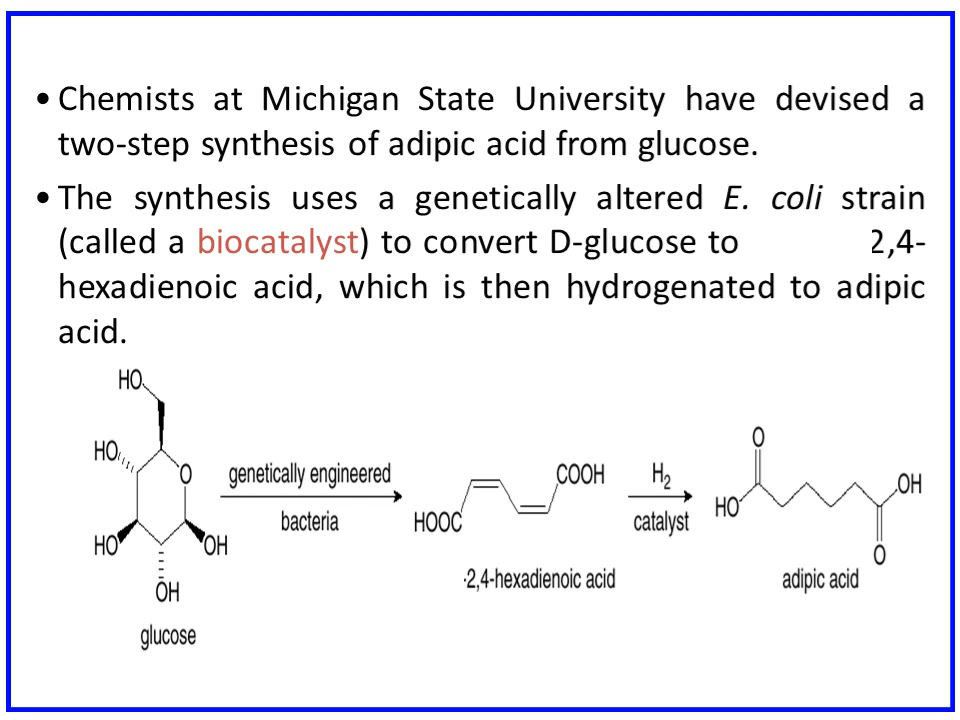 • Chemists at Michigan State University have devised a
two-step synthesis of adipic acid from glucose.
• The synthesis uses a genetically altered E. coli strain
(called a biocatalyst) to convert D-glucose to 2,4-
hexadienoic acid, which is then hydrogenated to adipic
acid.
HO
HO
O
HO
OH
OH
glucose
genetically engineered
bacteria
HOOC
COOH
-2,4-hexadienoic acid
H2
catalyst
O
HO
OH
O
adipic acid